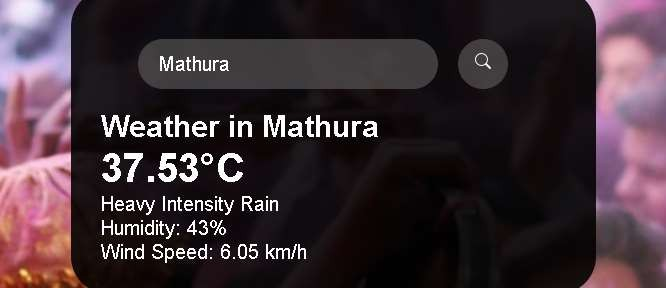 Mathura
Weather in Mathura
37.53°C
Heavy Intensity Rain
Humidity: 43%
Wind Speed: 6.05 km/h